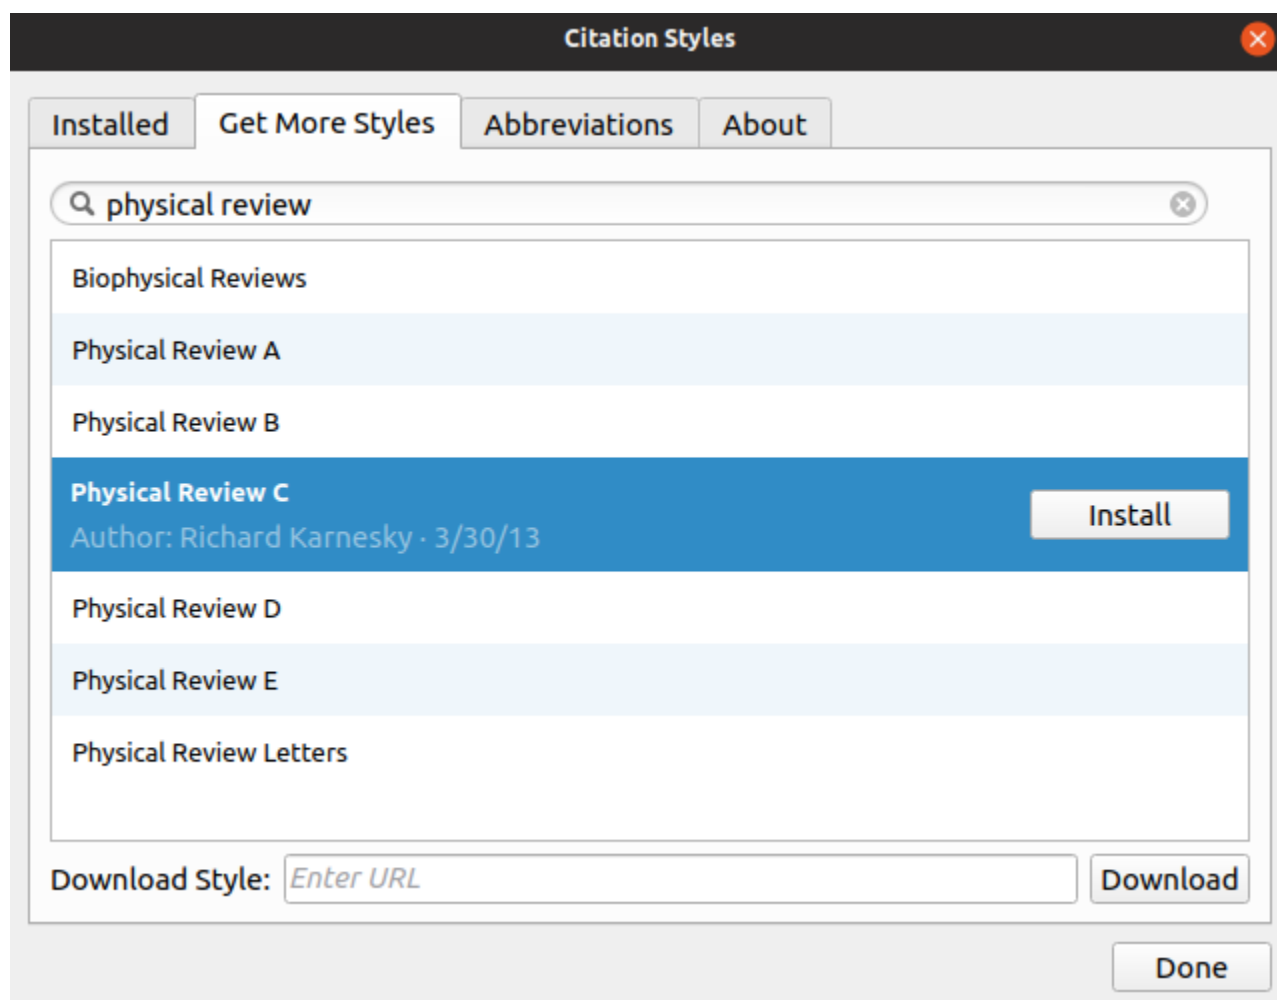 Citation Styles
Installed
Get More Styles
Abbreviations
About
physical review
Biophysical Reviews
Physical Review A
Physical Review B
Physical Review C
Author: Richard Karnesky · 3/30/13
Install
Physical Review D
Physical Review E
Physical Review Letters
Download Style:
Enter URL
Download
Done